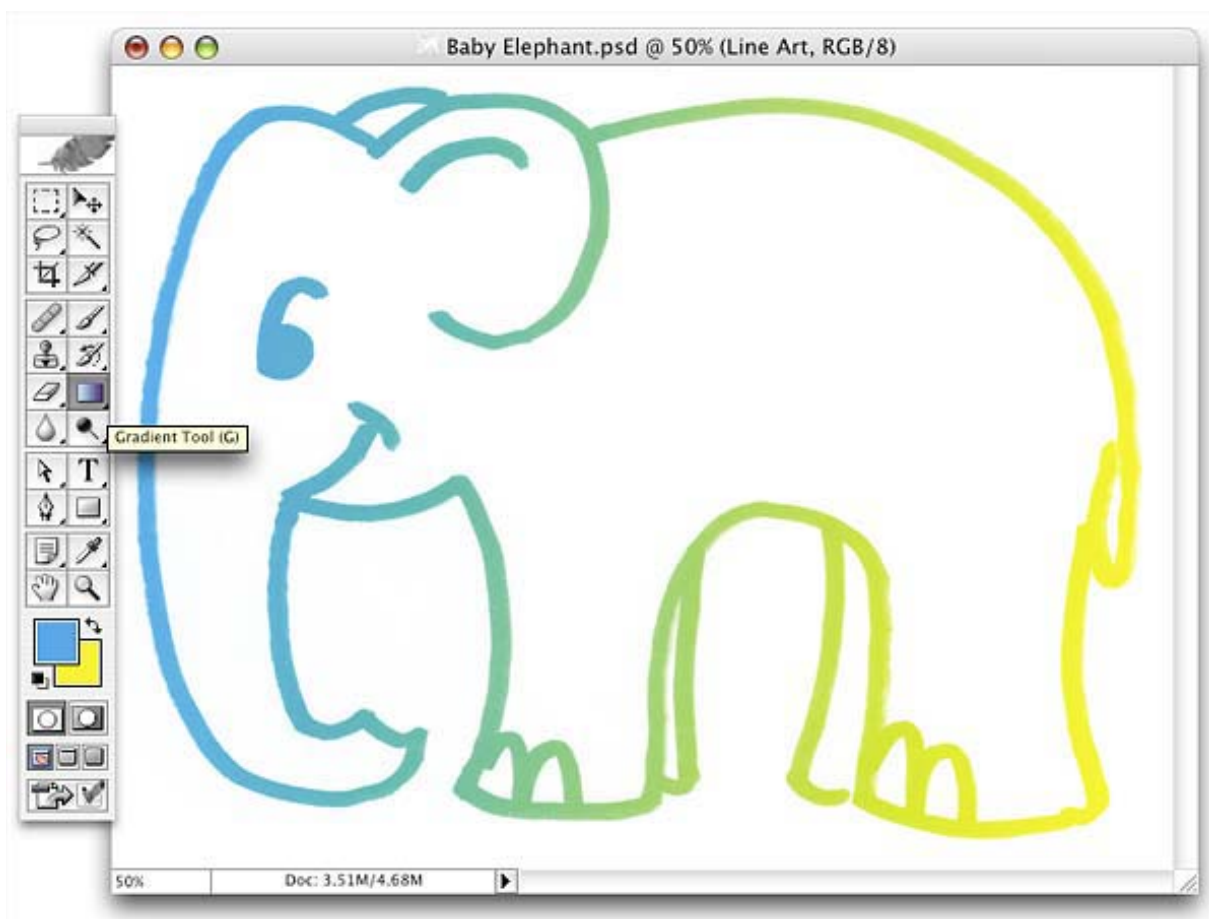 Baby Elephant.psd @ 50% (Line Art, RGB/8)
Gradient Tool (G)
T
50%
Doc: 3.51M/4.68M